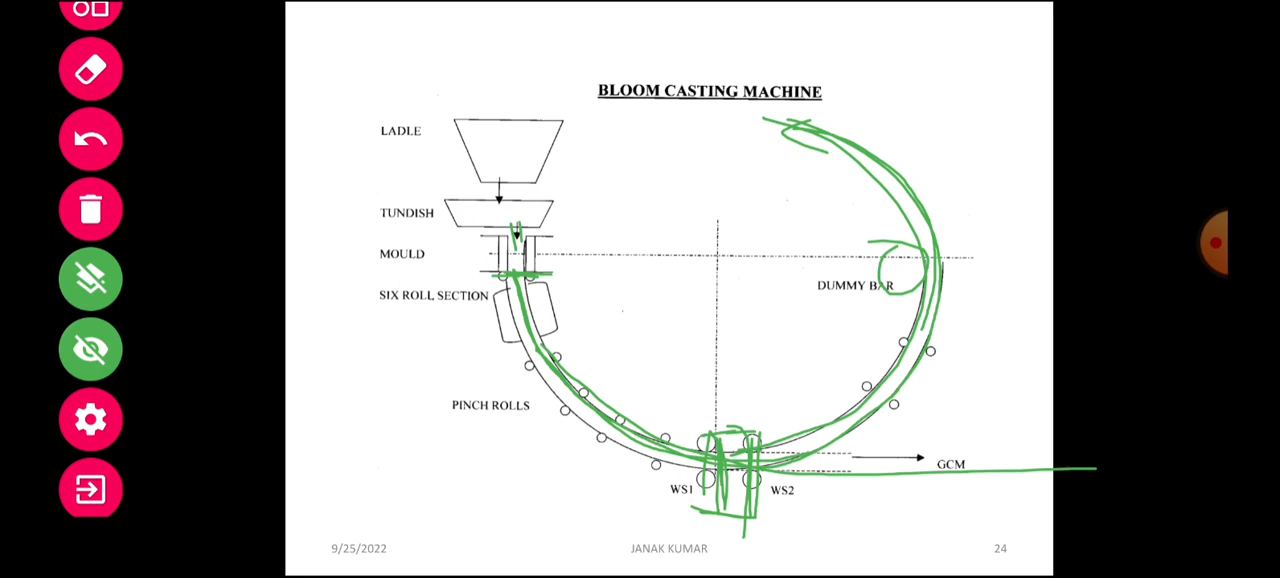 BLOOM CASTING MACHINE
LADLE
TUNDISH
MOULD
SIX ROLL SECTION
DUMMY BAR
PINCH ROLLS
GCM
WS1
WS2
9/25/2022
JANAK KUMAR
24